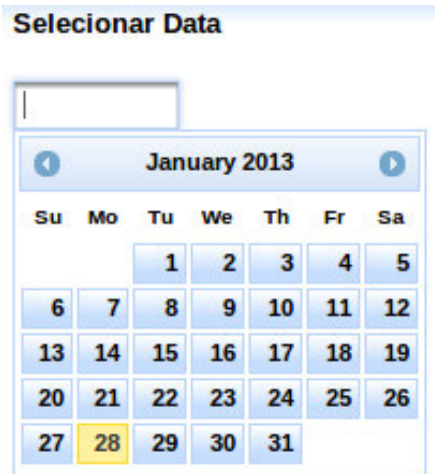 Selecionar Data
January 2013
Su Mo Tu We Th Fr Sa
1 2 3 4 5
6 7 8 9 10 11 12
13 14 15 16 17 18 19
20 21 22 23 24 25 26
27 28 29 30 31